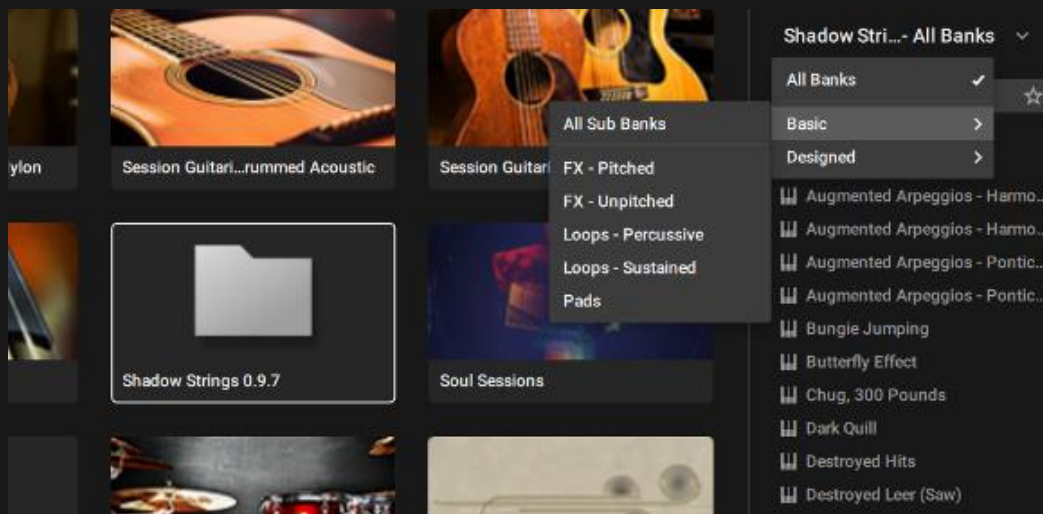 ylon
Session Guitari...rummed Acoustic
Session Guitari
Shadow Strings 0.9.7
Soul Sessions
All Sub Banks
FX - Pitched
FX - Unpitched
Loops - Percussive
Loops - Sustained
Pads
Shadow Stri...- All Banks
All Banks
Basic
Designed
Augmented Arpeggios - Harmo..
Augmented Arpeggios - Harmo..
Augmented Arpeggios - Pontic..
Augmented Arpeggios - Pontic..
Bungie Jumping
Butterfly Effect
Chug, 300 Pounds
Dark Quill
Destroyed Hits
Destroyed Leer (Saw)